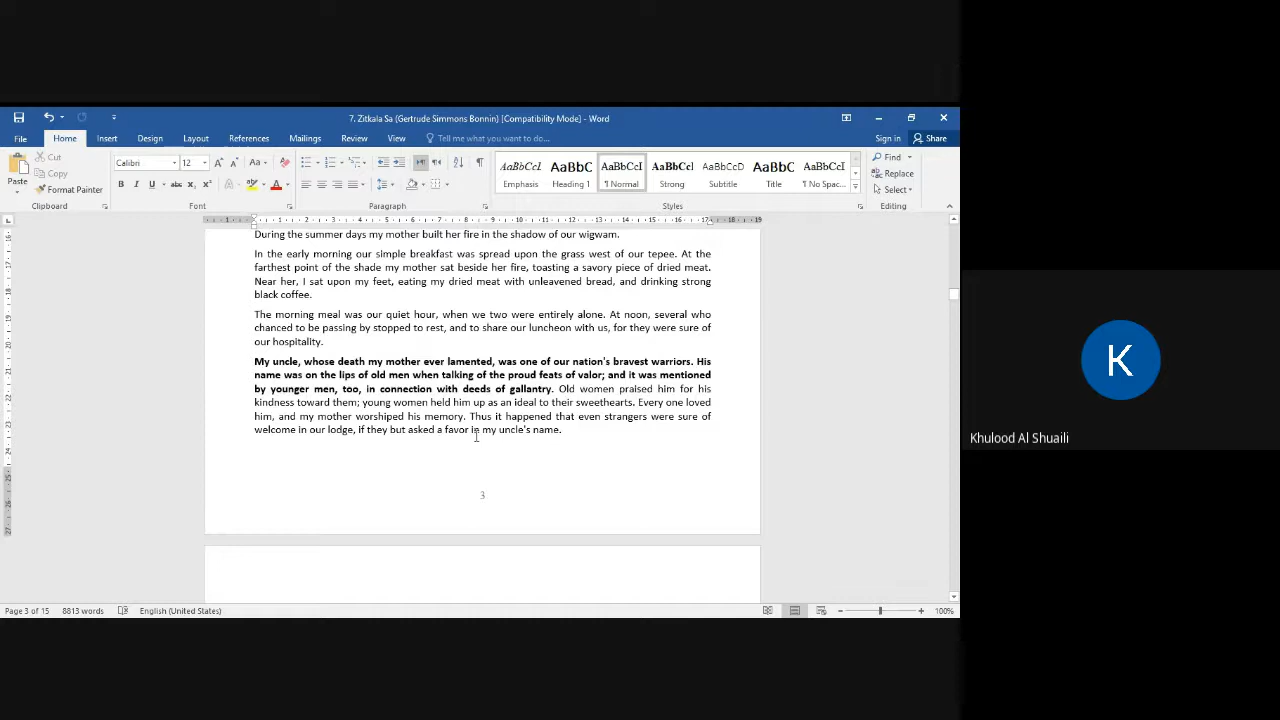 7. Zitkala Sa (Gertrude Simmons Bonnin) [Compatibility Mode] - Word
File Home Insert Design Layout References Mailings Review View Tell me what you want to do... Sign in Share
Paste Cut Copy Format Painter
Calibri 12
AaBbCcI AaBbC AaBbCcI AaBbCcI AaBbCcD AaBbC AaBbCcI
Emphasis Heading 1 ¶ Normal Strong Subtitle Title ¶ No Spac...
Find Replace Select
Clipboard Font Paragraph Styles Editing
During the summer days my mother built her fire in the shadow of our wigwam.
In the early morning our simple breakfast was spread upon the grass west of our tepee. At the
farthest point of the shade my mother sat beside her fire, toasting a savory piece of dried meat.
Near her, I sat upon my feet, eating my dried meat with unleavened bread, and drinking strong
black coffee.
The morning meal was our quiet hour, when we two were entirely alone. At noon, several who
chanced to be passing by stopped to rest, and to share our luncheon with us, for they were sure of
our hospitality.
My uncle, whose death my mother ever lamented, was one of our nation's bravest warriors. His
name was on the lips of old men when talking of the proud feats of valor; and it was mentioned
by younger men, too, in connection with deeds of gallantry. Old women praised him for his
kindness toward them; young women held him up as an ideal to their sweethearts. Every one loved
him, and my mother worshiped his memory. Thus it happened that even strangers were sure of
welcome in our lodge, if they but asked a favor in my uncle's name.
3
Page 3 of 15 8813 words English (United States) 100%
K
Khulood Al Shuaili